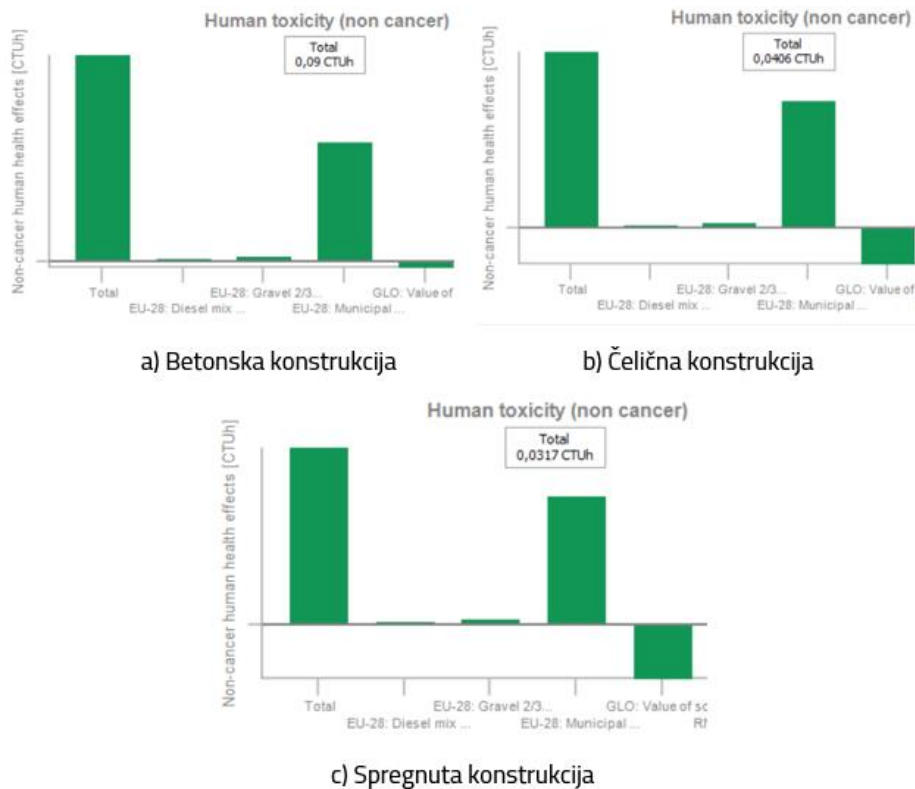 Human toxicity (non cancer)
Total
0,09 CTUh
Non-cancer human health effects [CTUh]
Total
EU-28: Gravel 2/3...
GLO: Value of
EU-28: Diesel mix ...
EU-28: Municipal ...
a) Betonska konstrukcija
Human toxicity (non cancer)
Total
0,0406 CTUh
Non-cancer human health effects [CTUh]
Total
EU-28: Gravel 2/3...
GLO: Value of
EU-28: Diesel mix ...
EU-28: Municipal ...
b) Čelična konstrukcija
Human toxicity (non cancer)
Total
0,0317 CTUh
Non-cancer human health effects [CTUh]
Total
EU-28: Gravel 2/3...
GLO: Value of sc
EU-28: Diesel mix ...
EU-28: Municipal ...
c) Spregnuta konstrukcija